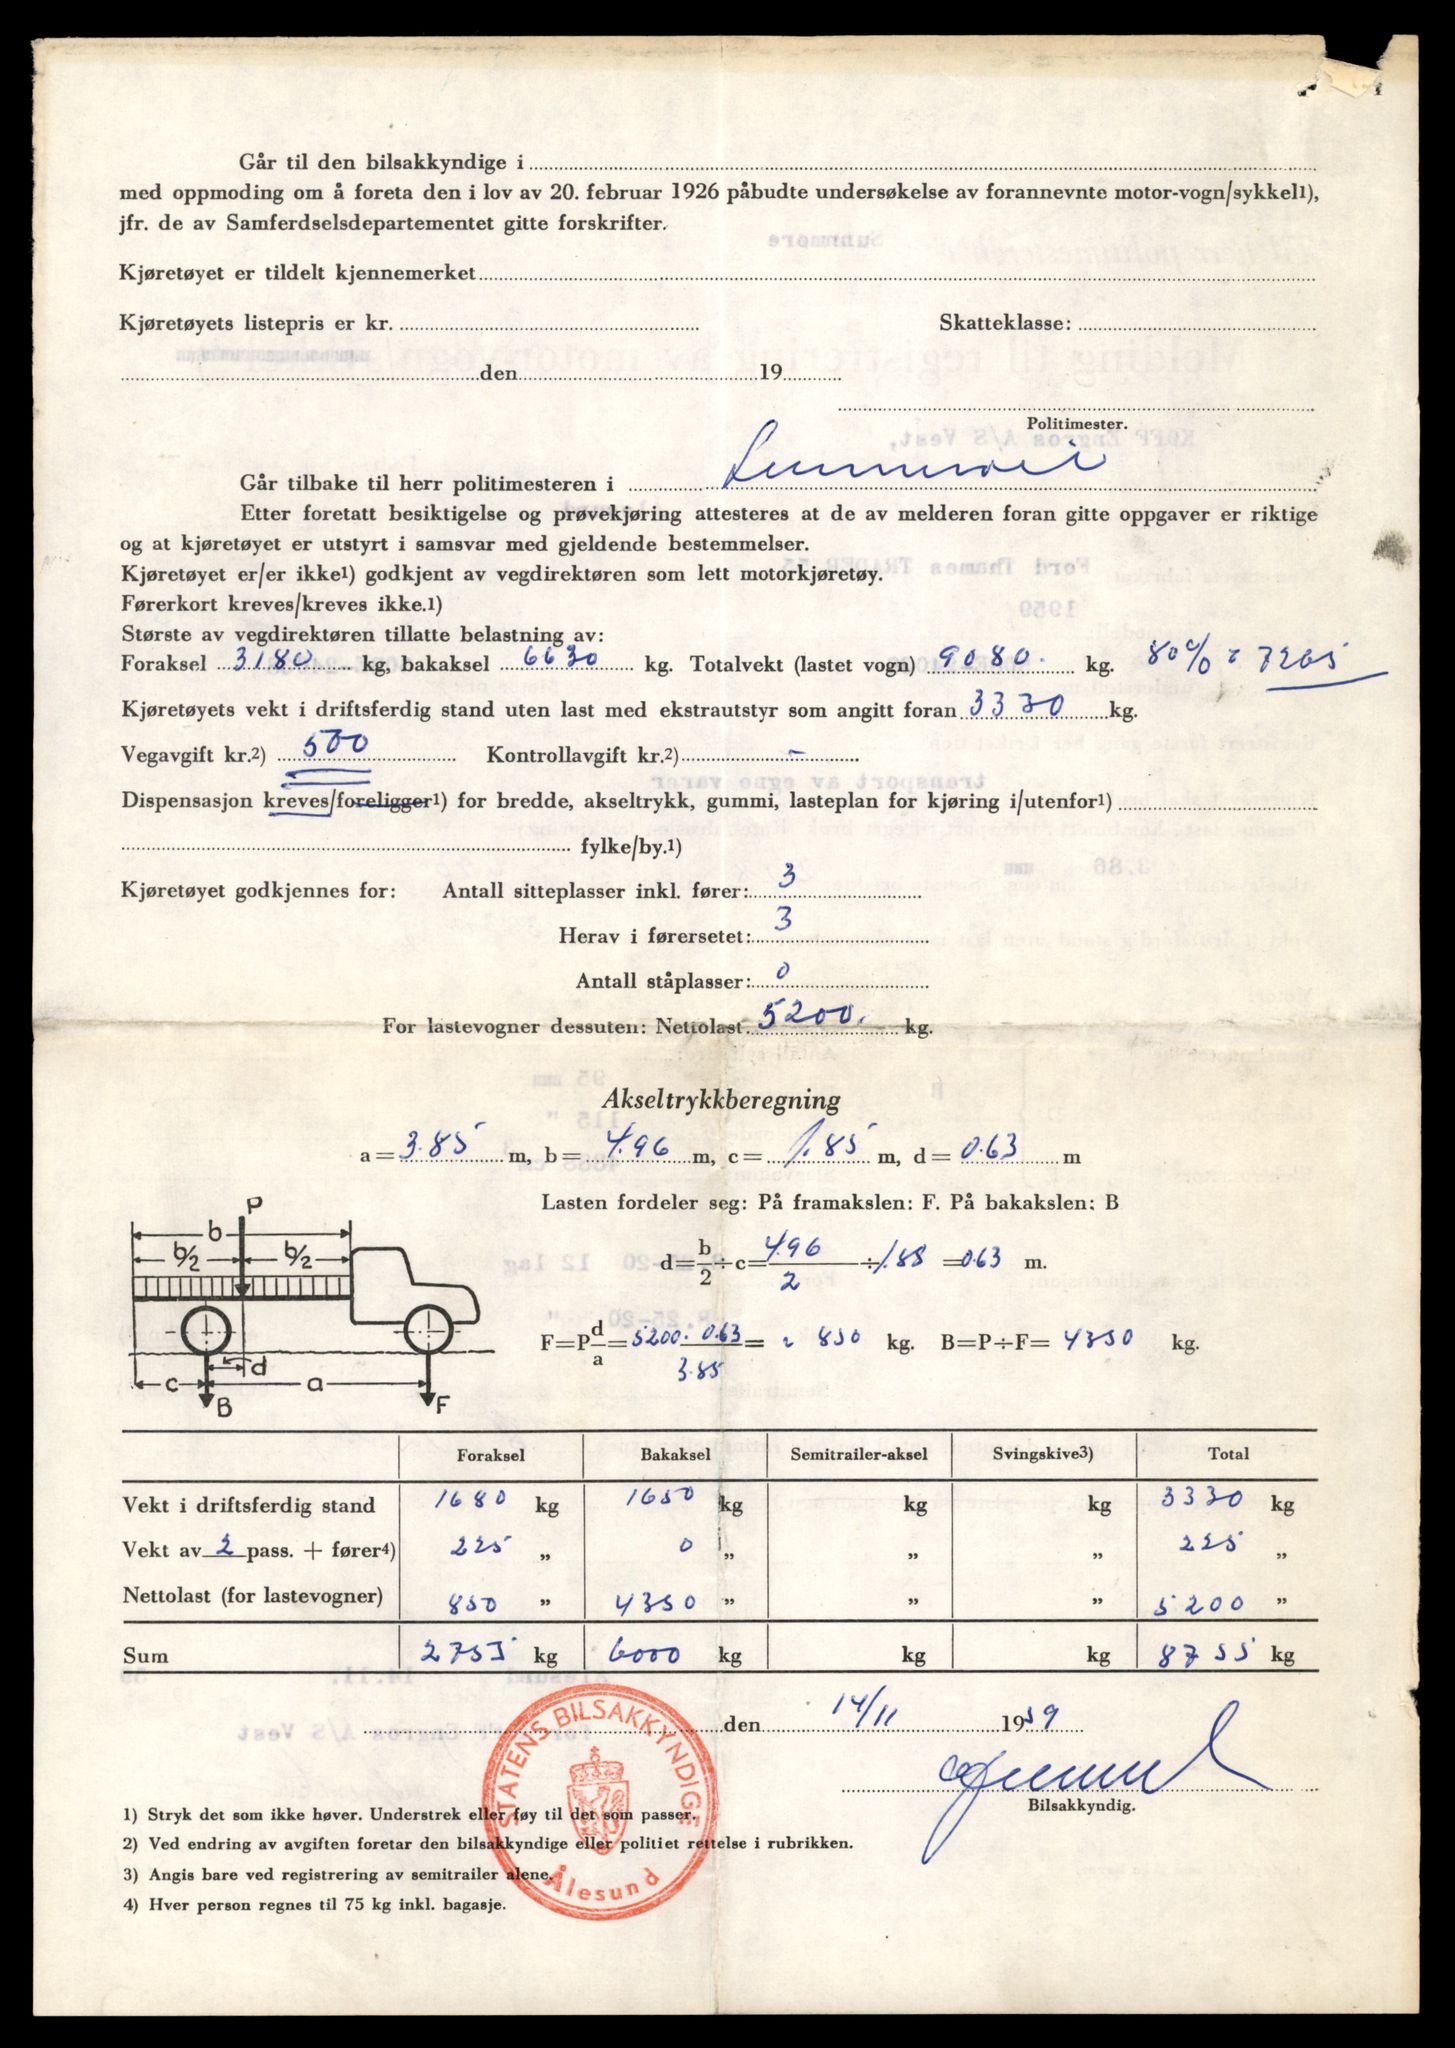 Går til den bilsakkyndige i
med oppmoding om å foreta den i lov av 20. februar 1926 påbudte undersøkelse av forannevnte motor-vogn/sykkel1),
jfr. de av Samferdselsdepartementet gitte forskrifter.
Kjøretøyet er tildelt kjennemerket
Kjøretøyets listepris er kr. Skatteklasse:
den 19
Politimester.
Går tilbake til herr politimesteren i Sunnmøre
Etter foretatt besiktigelse og prøvekjøring attesteres at de av melderen foran gitte oppgaver er riktige
og at kjøretøyet er utstyrt i samsvar med gjeldende bestemmelser.
Kjøretøyet er/er ikke1) godkjent av vegdirektøren som lett motorkjøretøy.
Førerkort kreves/kreves ikke.1)
Største av vegdirektøren tillatte belastning av:
Foraksel 3180 kg, bakaksel 6630 kg. Totalvekt (lastet vogn) 9080. kg. 80% = 7265
Kjøretøyets vekt i driftsferdig stand uten last med ekstrautstyr som angitt foran 3330 kg.
Vegavgift kr.2) 500 Kontrollavgift kr.2) -
Dispensasjon kreves/foreligger1) for bredde, akseltrykk, gummi, lasteplan for kjøring i/utenfor1)
fylke/by.1)
Kjøretøyet godkjennes for: Antall sitteplasser inkl. fører: 3
Herav i førersetet: 3
Antall ståplasser: 0
For lastevogner dessuten: Nettolast 5200. kg.
Akseltrykkberegning
a = 3.85 m, b = 4.96 m, c = 1.85 m, d = 0.63 m
Lasten fordeler seg: På framakslen: F. På bakakslen: B
d = b/2 ÷ c = 4.96/2 ÷ 1.85 = 0.63 m.
F = P d/a = 5200. 0.63/3.85 = ~ 850 kg. B = P ÷ F = 4350 kg.
P
b
b/2 b/2
d
c a
B F
Foraksel Bakaksel Semitrailer-aksel Svingskive3) Total
Vekt i driftsferdig stand 1680 kg 1650 kg kg kg 3330 kg
Vekt av 2 pass. + fører4) 225 „ 0 „ „ „ 225 „
Nettolast (for lastevogner) 850 „ 4350 „ „ „ 5200 „
Sum 2755 kg 6000 kg kg kg 8755 kg
den 14/11 1959
Bilsakkyndig.
STATENS BILSAKKYNDIGE
Ålesund
1) Stryk det som ikke høver. Understrek eller føy til det som passer.
2) Ved endring av avgiften foretar den bilsakkyndige eller politiet rettelse i rubrikken.
3) Angis bare ved registrering av semitrailer alene.
4) Hver person regnes til 75 kg inkl. bagasje.